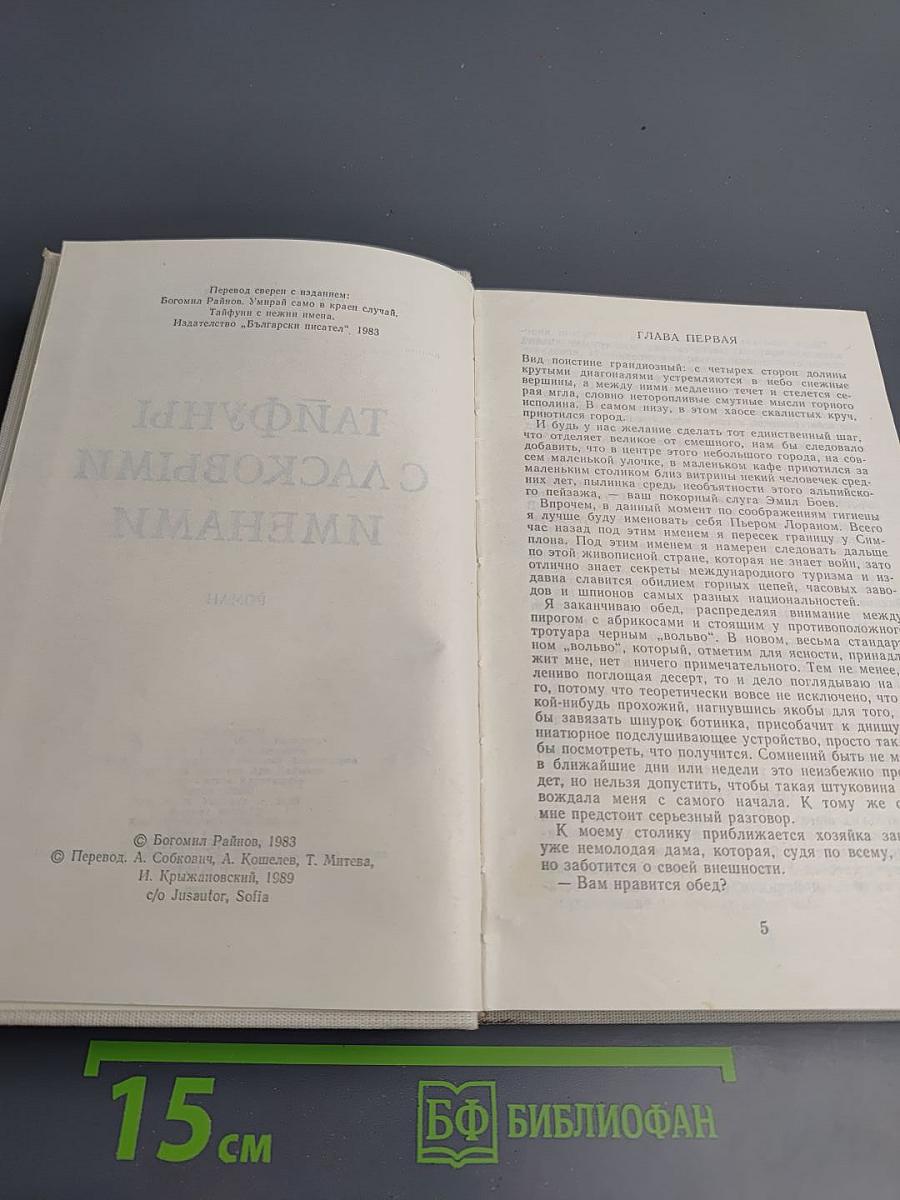 Перевод сверен с изданием:
Богомил Райнов. Умирай само в краен случай,
Тайфуни с нежни имена.
Издателство „Български писател“, 1983
ТАЙФУНЫ
С ЛАСКОВЫМИ
ИМЕНАМИ
РОМАН
© Богомил Райнов, 1983
© Перевод. А. Собкович, А. Кошелев, Т. Митева,
И. Крыжановский, 1989
c/o Jusautor, Sofia
ГЛАВА ПЕРВАЯ
Вид поистине грандиозный: с четырех сторон долины
крутыми диагоналями устремляются в небо снежные
вершины, а между ними медленно течет и стелется се-
рая мгла, словно неторопливые смутные мысли горного
исполина. В самом низу, в этом хаосе скалистых круч,
приютился город.
И будь у нас желание сделать тот единственный шаг,
что отделяет великое от смешного, нам бы следовало
добавить, что в центре этого небольшого города, на сов-
сем маленькой улочке, в маленьком кафе приютился за
маленьким столиком близ витрины некий человечек сред-
них лет, пылинка средь необъятности этого альпийско-
го пейзажа, — ваш покорный слуга Эмил Боев.
Впрочем, в данный момент по соображениям гигиены
я лучше буду именовать себя Пьером Лораном. Всего
час назад под этим именем я пересек границу у Сим-
плона. Под этим именем я намерен следовать дальше
по этой живописной стране, которая не знает войн, зато
отлично знает секреты международного туризма и из-
давна славится обилием горных цепей, часовых заво-
дов и шпионов самых разных национальностей.
Я заканчиваю обед, распределяя внимание между
пирогом с абрикосами и стоящим у противоположного
тротуара черным „вольво“. В новом, весьма стандарт
ном „вольво“, который, отметим для ясности, принадл
жит мне, нет ничего примечательного. Тем не менее,
лениво поглощая десерт, то и дело поглядываю на
го, потому что теоретически вовсе не исключено, что
кой-нибудь прохожий, нагнувшись якобы для того,
бы завязать шнурок ботинка, присобачит к днищу
ниатюрное подслушивающее устройство, просто так
бы посмотреть, что получится. Сомнений быть не м
в ближайшие дни или недели это неизбежно пр
дет, но нельзя допустить, чтобы такая штуковина
вождала меня с самого начала. К тому же с
мне предстоит серьезный разговор.
К моему столику приближается хозяйка зав
уже немолодая дама, которая, судя по всему,
но заботится о своей внешности.
— Вам нравится обед?
5
15 см
БФ БИБЛИОФАН